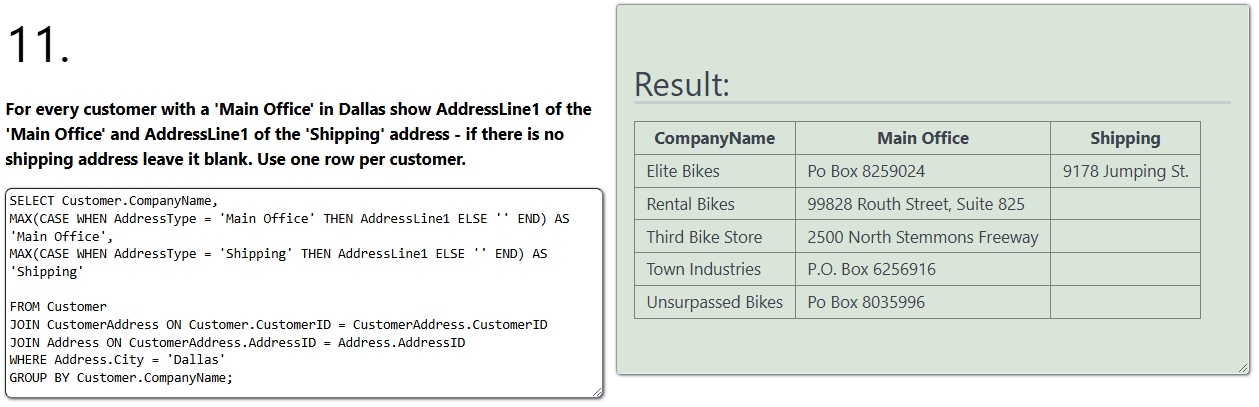 11.
For every customer with a 'Main Office' in Dallas show AddressLine1 of the
'Main Office' and AddressLine1 of the 'Shipping' address - if there is no
shipping address leave it blank. Use one row per customer.
SELECT Customer.CompanyName,
MAX(CASE WHEN AddressType = 'Main Office' THEN AddressLine1 ELSE '' END) AS
'Main Office',
MAX(CASE WHEN AddressType = 'Shipping' THEN AddressLine1 ELSE '' END) AS
'Shipping'
FROM Customer
JOIN CustomerAddress ON Customer.CustomerID = CustomerAddress.CustomerID
JOIN Address ON CustomerAddress.AddressID = Address.AddressID
WHERE Address.City = 'Dallas'
GROUP BY Customer.CompanyName;
Result:
CompanyName Main Office Shipping
Elite Bikes Po Box 8259024 9178 Jumping St.
Rental Bikes 99828 Routh Street, Suite 825
Third Bike Store 2500 North Stemmons Freeway
Town Industries P.O. Box 6256916
Unsurpassed Bikes Po Box 8035996